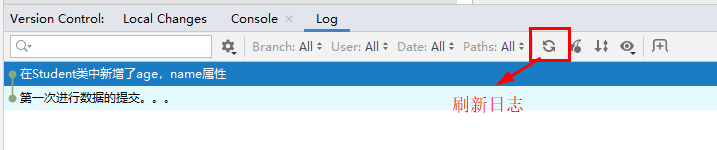 Version Control: Local Changes Console × Log
Branch: All User: All Date: All Paths: All
在Student类中新增了age，name属性
第一次进行数据的提交。。。
刷新日志